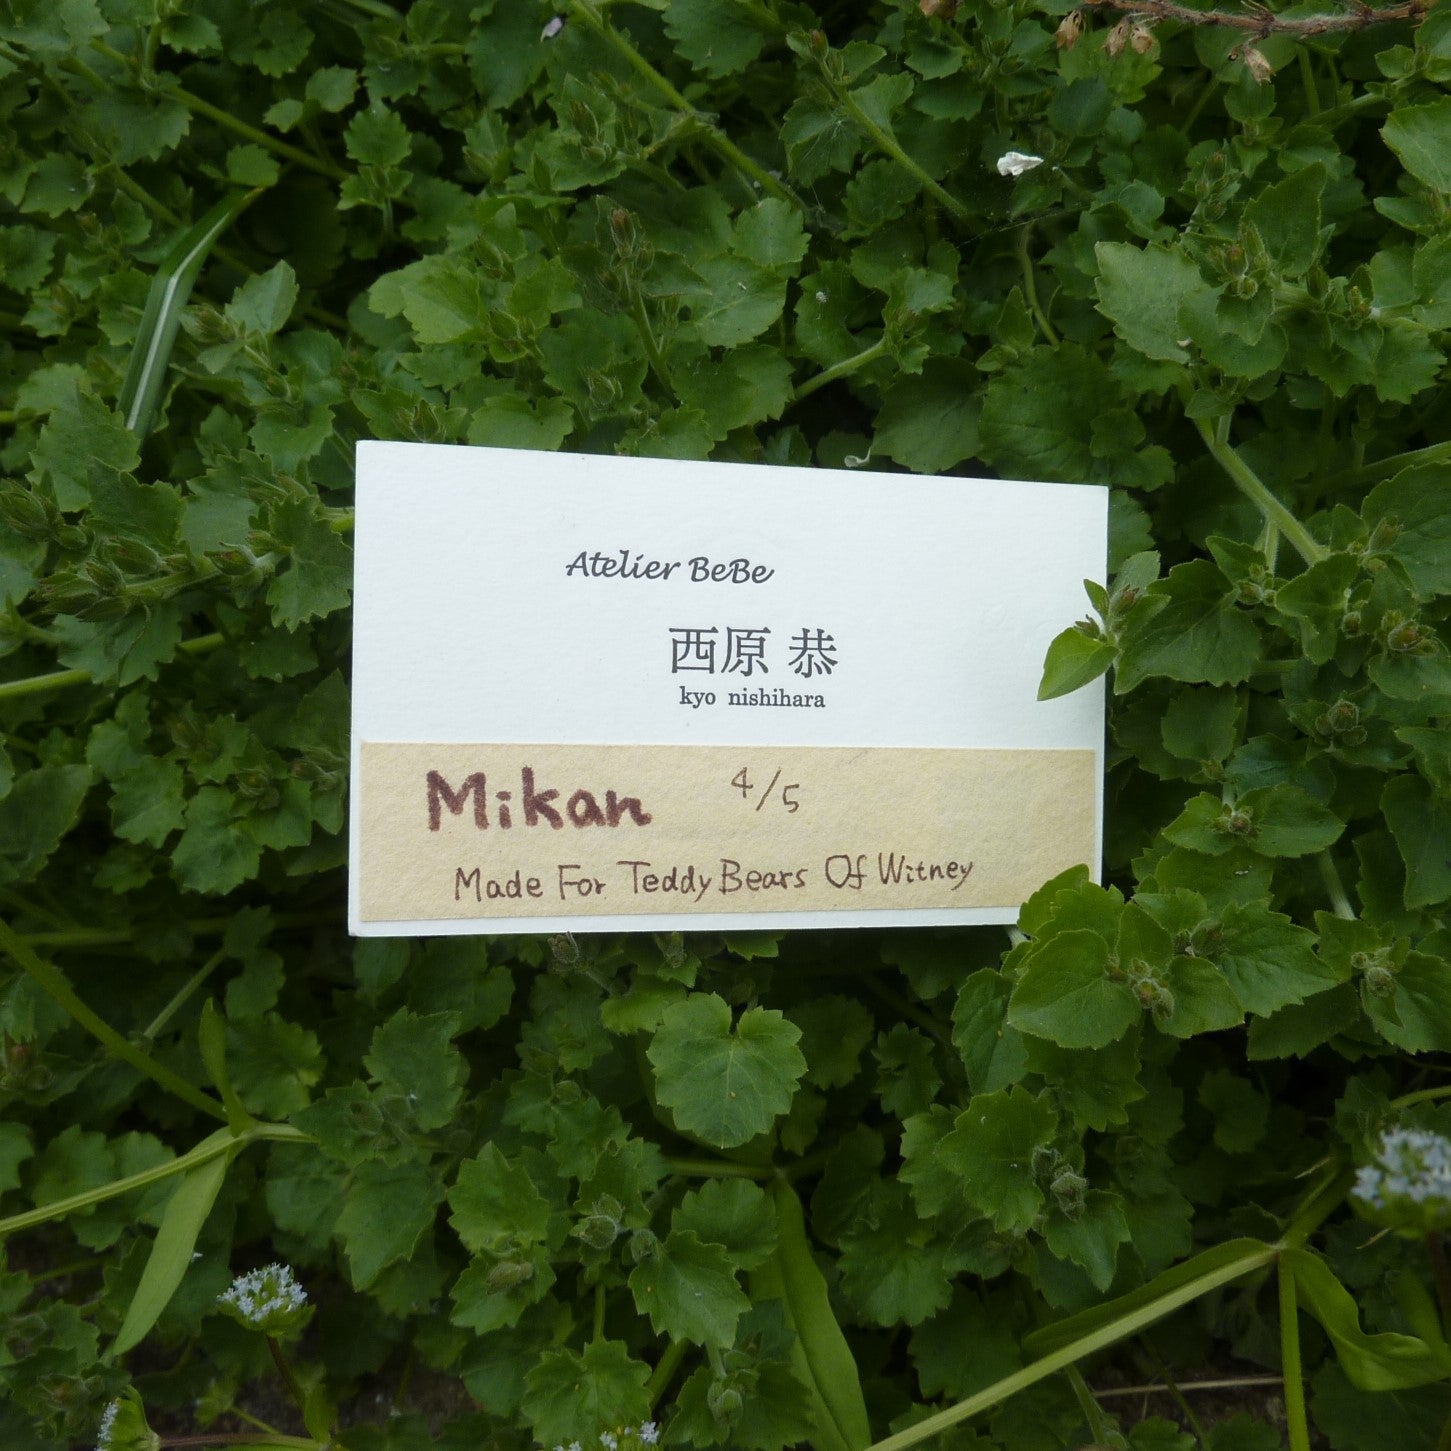 Atelier BeBe
西原 恭
kyo nishihara
Mikan 4/5
Made For Teddy Bears Of Witney